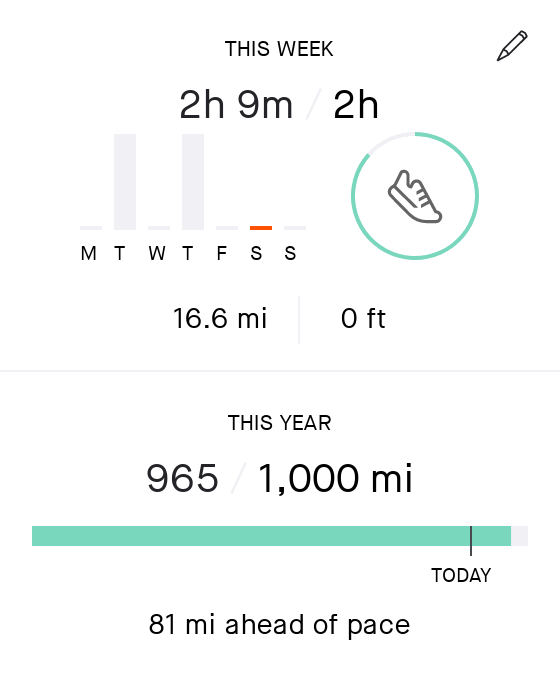 THIS WEEK
2h 9m / 2h
M T W T F S S
16.6 mi 0 ft
THIS YEAR
965 / 1,000 mi
TODAY
81 mi ahead of pace